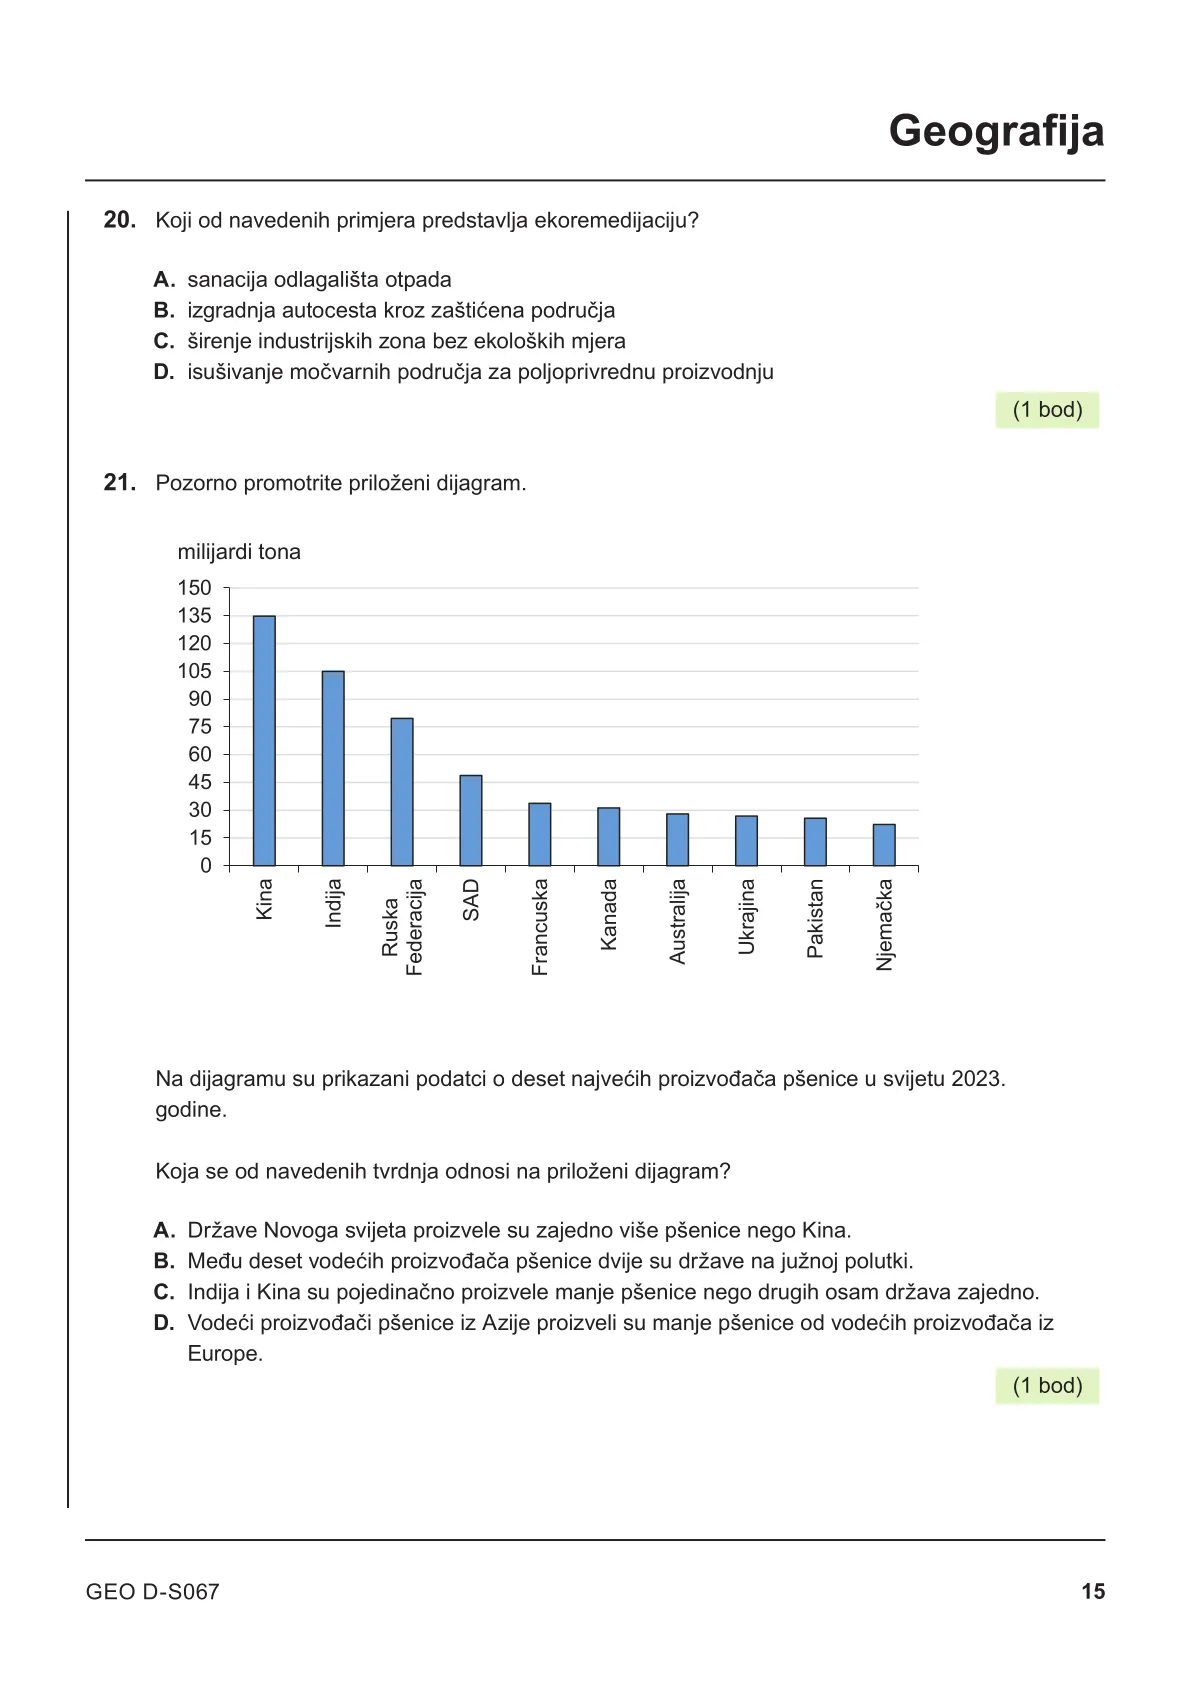 Geografija
20. Koji od navedenih primjera predstavlja ekoremedijaciju?
A. sanacija odlagališta otpada
B. izgradnja autocesta kroz zaštićena područja
C. širenje industrijskih zona bez ekoloških mjera
D. isušivanje močvarnih područja za poljoprivrednu proizvodnju
(1 bod)
21. Pozorno promotrite priloženi dijagram.
milijardi tona
150
135
120
105
90
75
60
45
30
15
0
Kina
Indija
Ruska
Federacija
SAD
Francuska
Kanada
Australija
Ukrajina
Pakistan
Njemačka
Na dijagramu su prikazani podatci o deset najvećih proizvođača pšenice u svijetu 2023.
godine.
Koja se od navedenih tvrdnja odnosi na priloženi dijagram?
A. Države Novoga svijeta proizvele su zajedno više pšenice nego Kina.
B. Među deset vodećih proizvođača pšenice dvije su države na južnoj polutki.
C. Indija i Kina su pojedinačno proizvele manje pšenice nego drugih osam država zajedno.
D. Vodeći proizvođači pšenice iz Azije proizveli su manje pšenice od vodećih proizvođača iz
Europe.
(1 bod)
GEO D-S067
15